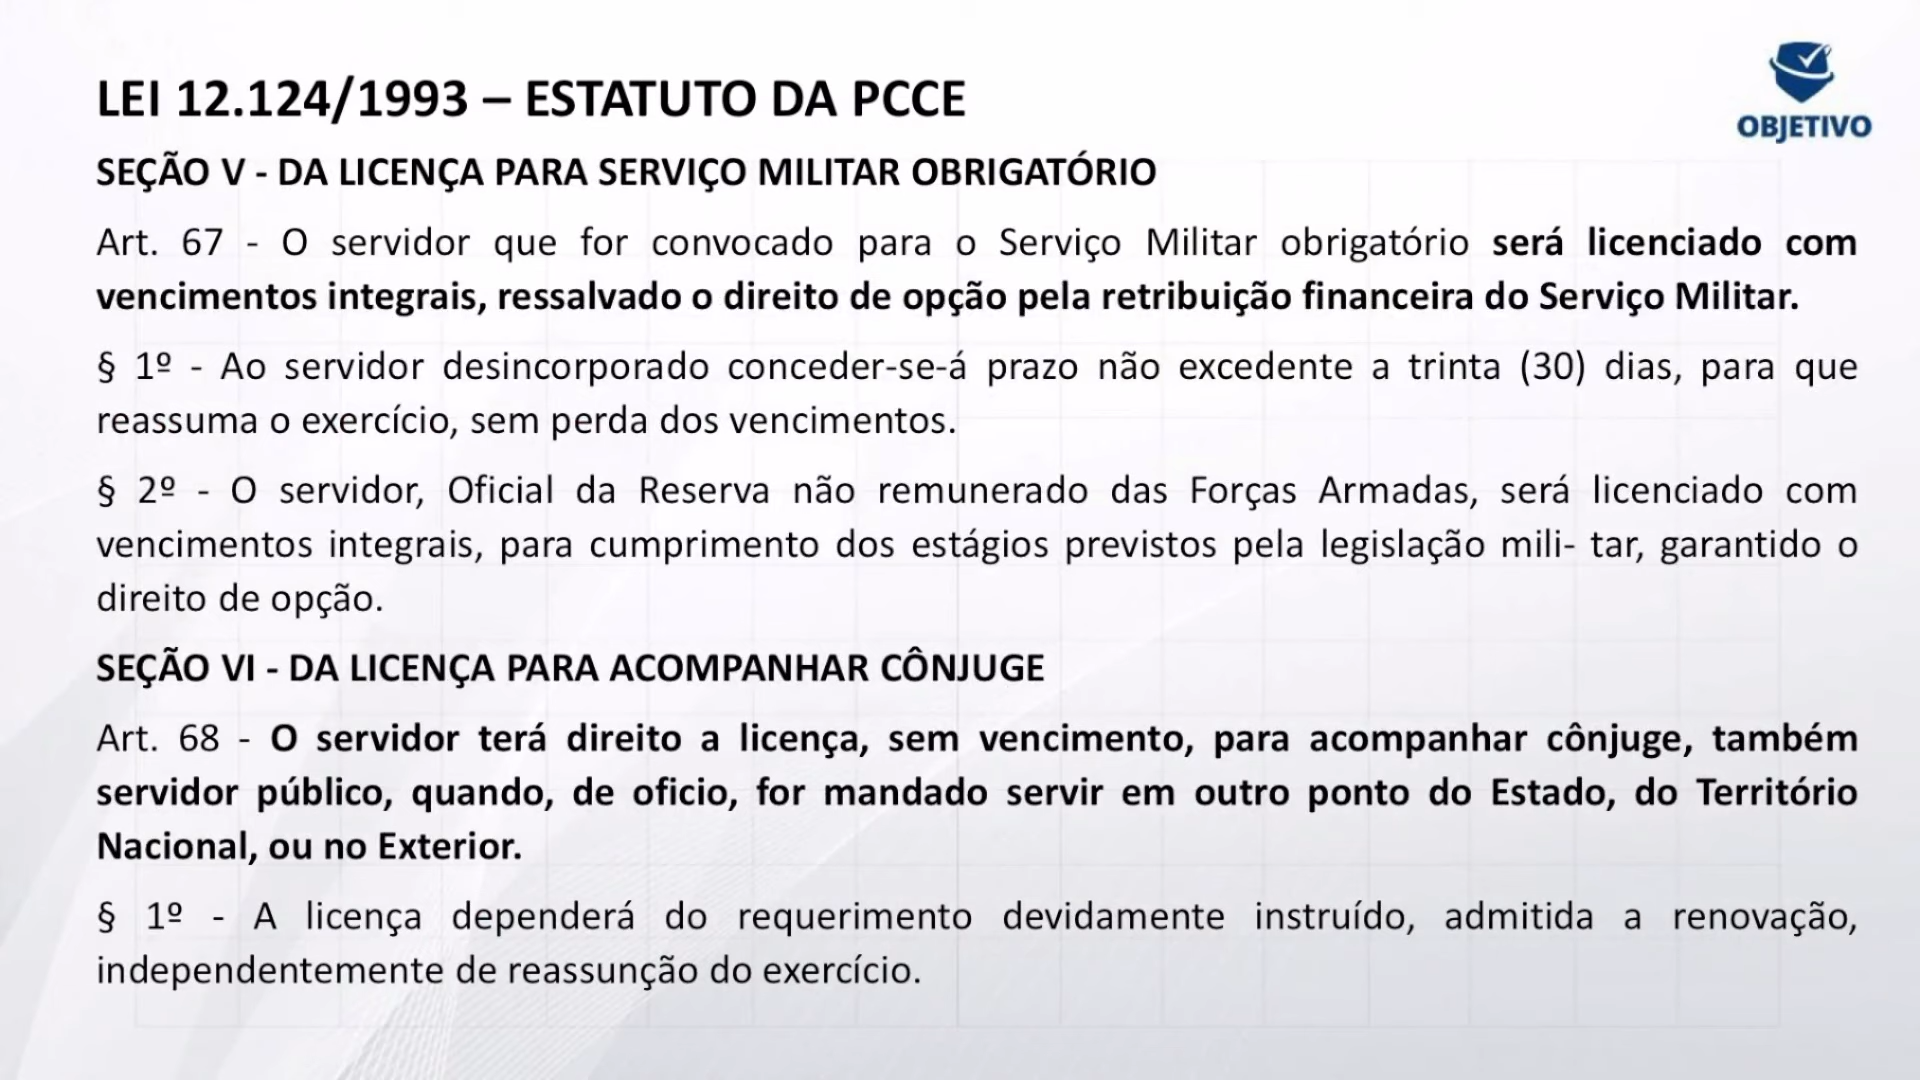 LEI 12.124/1993 – ESTATUTO DA PCCE
OBJETIVO
SEÇÃO V - DA LICENÇA PARA SERVIÇO MILITAR OBRIGATÓRIO
Art. 67 - O servidor que for convocado para o Serviço Militar obrigatório será licenciado com
vencimentos integrais, ressalvado o direito de opção pela retribuição financeira do Serviço Militar.
§ 1º - Ao servidor desincorporado conceder-se-á prazo não excedente a trinta (30) dias, para que
reassuma o exercício, sem perda dos vencimentos.
§ 2º - O servidor, Oficial da Reserva não remunerado das Forças Armadas, será licenciado com
vencimentos integrais, para cumprimento dos estágios previstos pela legislação mili- tar, garantido o
direito de opção.
SEÇÃO VI - DA LICENÇA PARA ACOMPANHAR CÔNJUGE
Art. 68 - O servidor terá direito a licença, sem vencimento, para acompanhar cônjuge, também
servidor público, quando, de oficio, for mandado servir em outro ponto do Estado, do Território
Nacional, ou no Exterior.
§ 1º - A licença dependerá do requerimento devidamente instruído, admitida a renovação,
independentemente de reassunção do exercício.